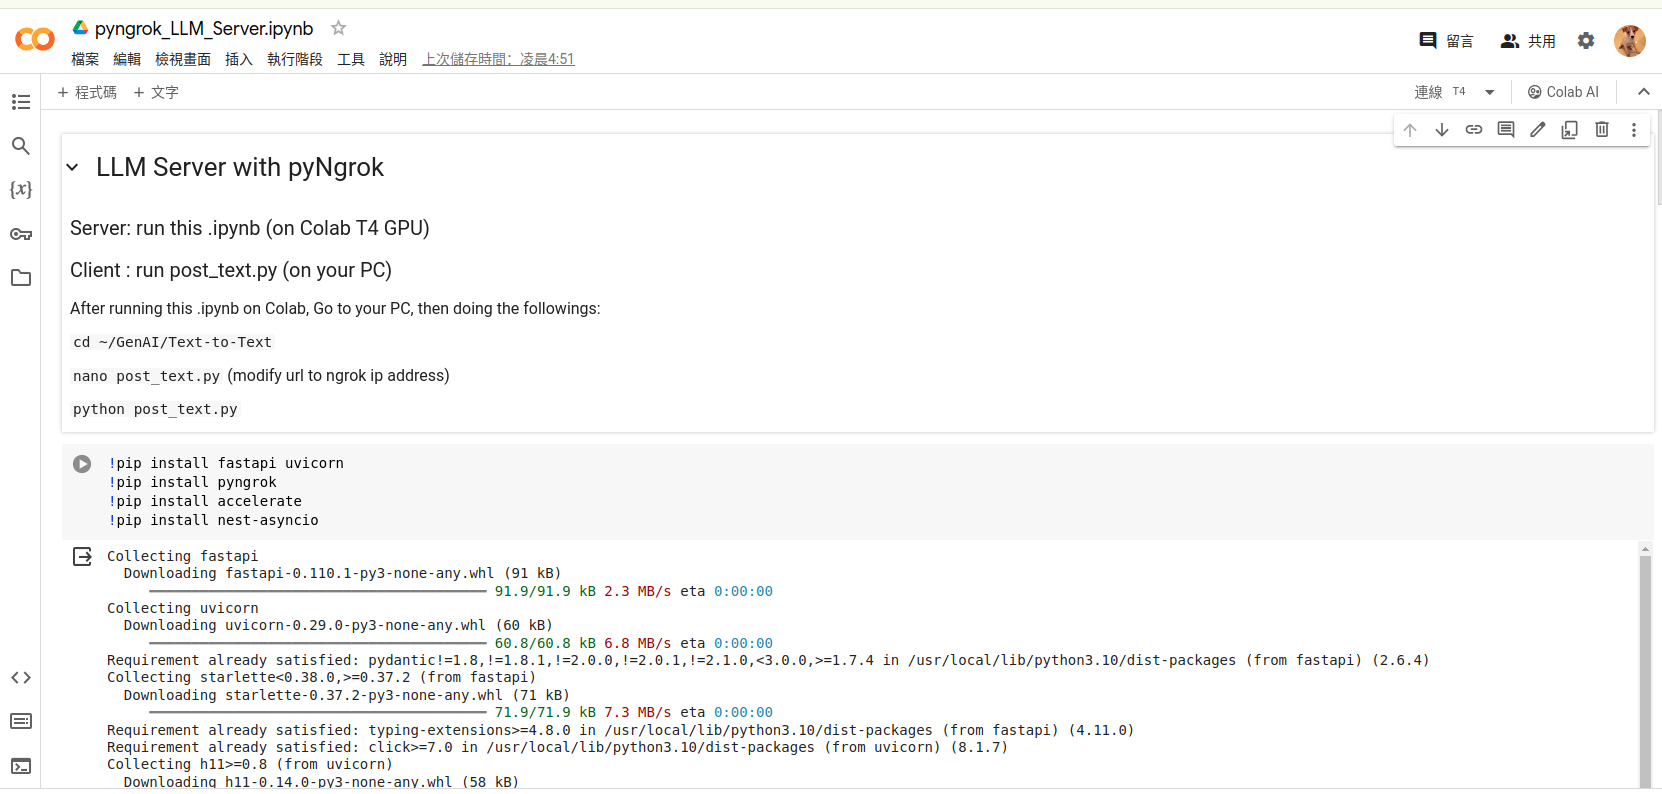 pyngrok_LLM_Server.ipynb
檔案 編輯 檢視畫面 插入 執行階段 工具 說明 上次儲存時間：凌晨4:51
留言 共用
+ 程式碼 + 文字
連線 T4 Colab AI
LLM Server with pyNgrok
Server: run this .ipynb (on Colab T4 GPU)
Client : run post_text.py (on your PC)
After running this .ipynb on Colab, Go to your PC, then doing the followings:
cd ~/GenAI/Text-to-Text
nano post_text.py (modify url to ngrok ip address)
python post_text.py
!pip install fastapi uvicorn
!pip install pyngrok
!pip install accelerate
!pip install nest-asyncio
Collecting fastapi
Downloading fastapi-0.110.1-py3-none-any.whl (91 kB)
91.9/91.9 kB 2.3 MB/s eta 0:00:00
Collecting uvicorn
Downloading uvicorn-0.29.0-py3-none-any.whl (60 kB)
60.8/60.8 kB 6.8 MB/s eta 0:00:00
Requirement already satisfied: pydantic!=1.8,!=1.8.1,!=2.0.0,!=2.0.1,!=2.1.0,<3.0.0,>=1.7.4 in /usr/local/lib/python3.10/dist-packages (from fastapi) (2.6.4)
Collecting starlette<0.38.0,>=0.37.2 (from fastapi)
Downloading starlette-0.37.2-py3-none-any.whl (71 kB)
71.9/71.9 kB 7.3 MB/s eta 0:00:00
Requirement already satisfied: typing-extensions>=4.8.0 in /usr/local/lib/python3.10/dist-packages (from fastapi) (4.11.0)
Requirement already satisfied: click>=7.0 in /usr/local/lib/python3.10/dist-packages (from uvicorn) (8.1.7)
Collecting h11>=0.8 (from uvicorn)
Downloading h11-0.14.0-py3-none-any.whl (58 kB)